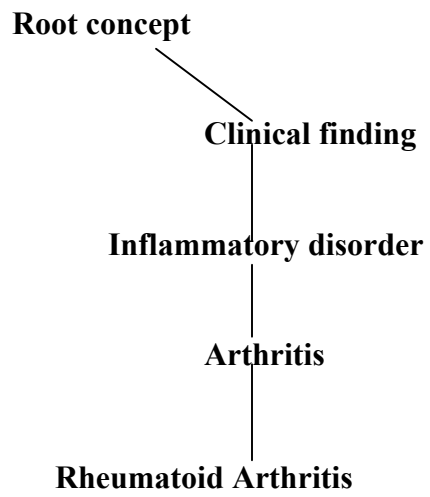 Root concept
Clinical finding
Inflammatory disorder
Arthritis
Rheumatoid Arthritis